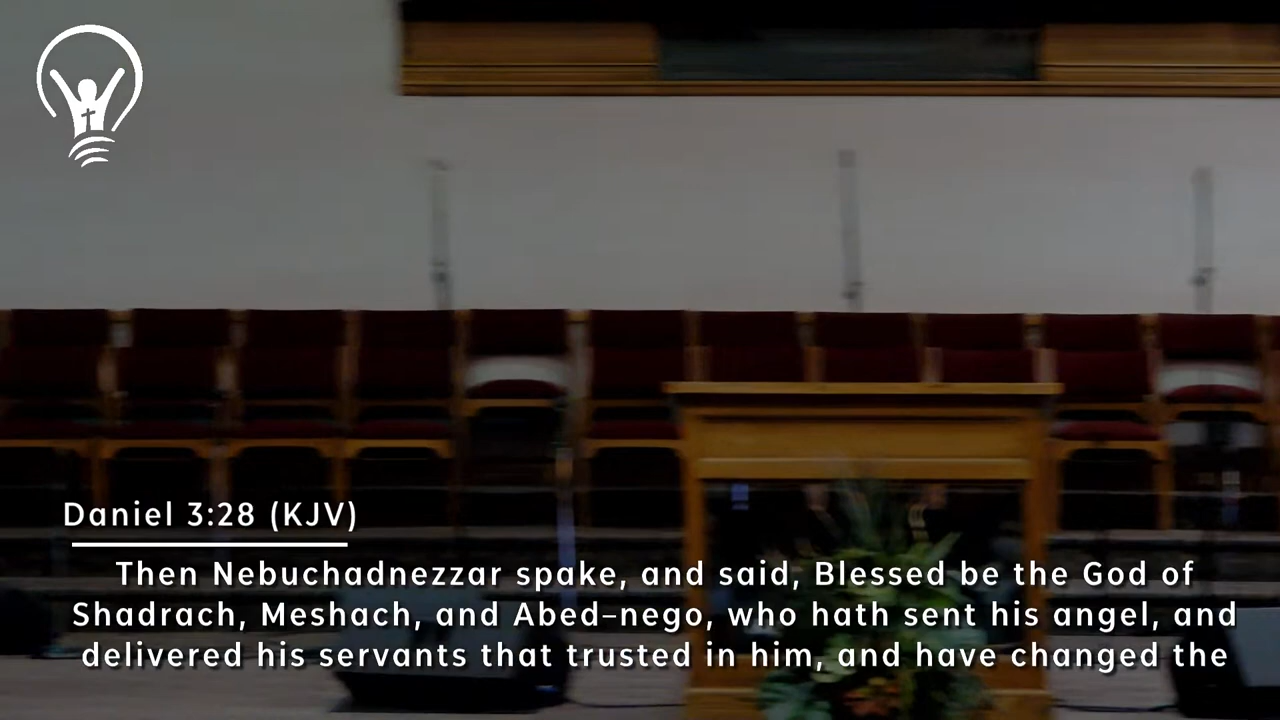 Daniel 3:28 (KJV)
Then Nebuchadnezzar spake, and said, Blessed be the God of
Shadrach, Meshach, and Abed-nego, who hath sent his angel, and
delivered his servants that trusted in him, and have changed the